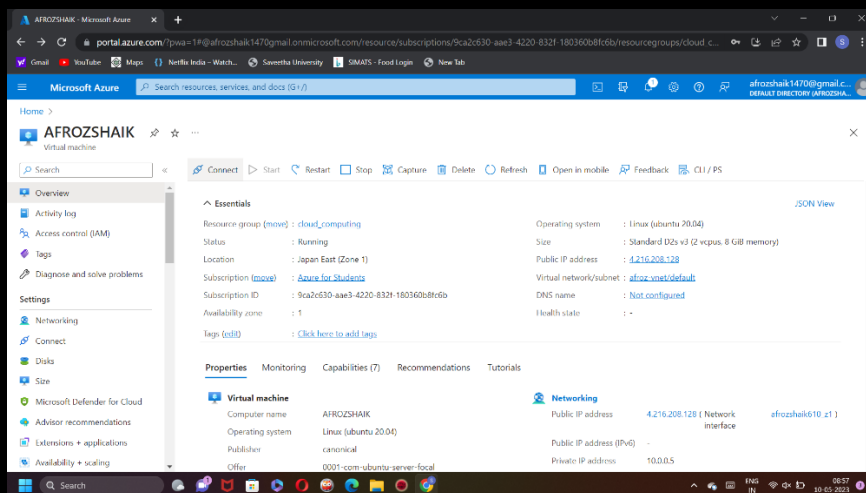 AFROZSHAIK - Microsoft Azure
portal.azure.com/?pwa=1#@afrozshaik1470gmail.onmicrosoft.com/resource/subscriptions/9ca2c630-aae3-4220-832f-180360b8fc6b/resourcegroups/cloud_c...
Gmail YouTube Maps Netflix India – Watch... Saveetha University SIMATS - Food Login New Tab
Microsoft Azure Search resources, services, and docs (G+/) 1 afrozshaik1470@gmail.c...
DEFAULT DIRECTORY (AFROZSHA...
Home >
AFROZSHAIK ...
Virtual machine
Search « Connect Start Restart Stop Capture Delete Refresh Open in mobile Feedback CLI / PS
Overview
Activity log
Access control (IAM)
Tags
Diagnose and solve problems
Settings
Networking
Connect
Disks
Size
Microsoft Defender for Cloud
Advisor recommendations
Extensions + applications
Availability + scaling
Essentials JSON View
Resource group (move) : cloud_computing
Status : Running
Location : Japan East (Zone 1)
Subscription (move) : Azure for Students
Subscription ID : 9ca2c630-aae3-4220-832f-180360b8fc6b
Availability zone : 1
Tags (edit) : Click here to add tags
Operating system : Linux (ubuntu 20.04)
Size : Standard D2s v3 (2 vcpus, 8 GiB memory)
Public IP address : 4.216.208.128
Virtual network/subnet : afroz-vnet/default
DNS name : Not configured
Health state : -
Properties Monitoring Capabilities (7) Recommendations Tutorials
Virtual machine
Computer name AFROZSHAIK
Operating system Linux (ubuntu 20.04)
Publisher canonical
Offer 0001-com-ubuntu-server-focal
Networking
Public IP address 4.216.208.128 ( Network interface afrozshaik610_z1 )
Public IP address (IPv6) -
Private IP address 10.0.0.5
Search ENG
IN
08:57
10-05-2023